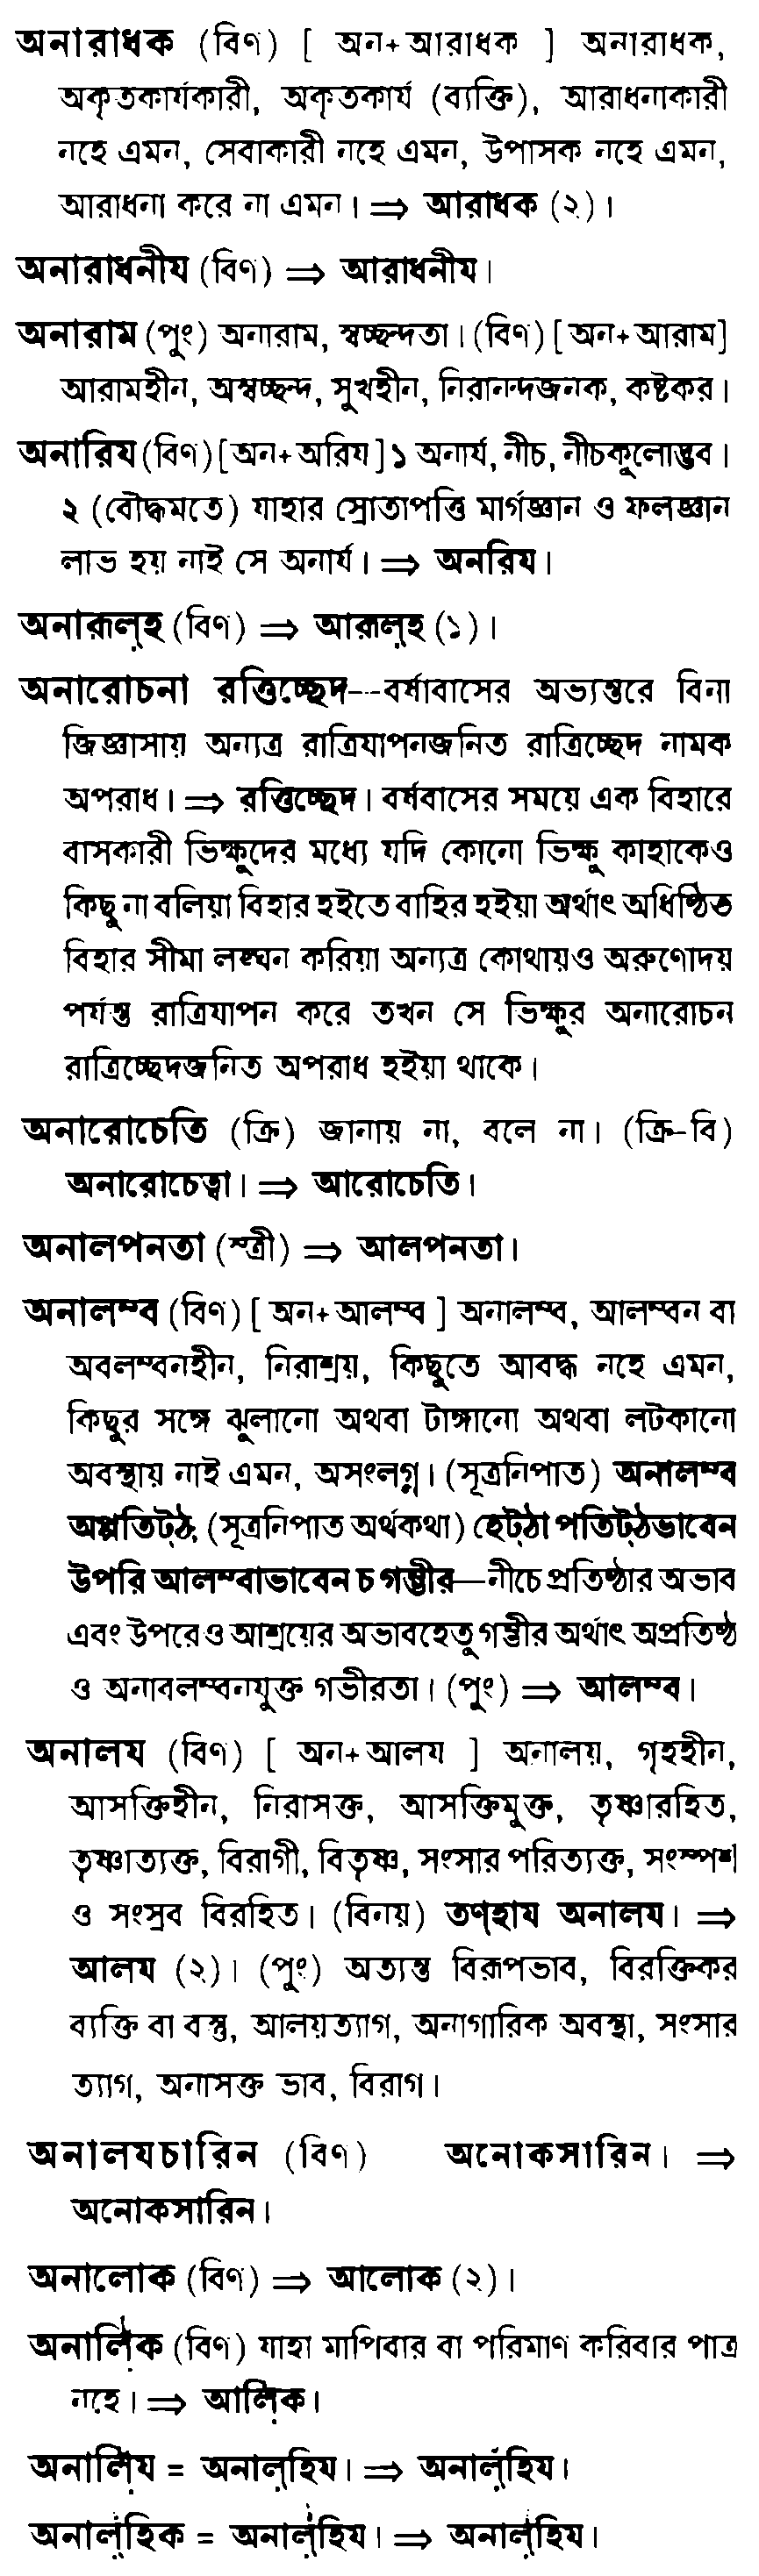 অনারাধক (বিণ) [ অন+আরাধক ] অনারাধক,
অকৃতকার্যকারী, অকৃতকার্য (ব্যক্তি), আরাধনাকারী
নহে এমন, সেবাকারী নহে এমন, উপাসক নহে এমন,
আরাধনা করে না এমন। ⇒ আরাধক (২)।
অনারাধনীয (বিণ) ⇒ আরাধনীয।
অনারাম (পুং) অনারাম, স্বচ্ছন্দতা। (বিণ) [ অন+আরাম]
আরামহীন, অস্বচ্ছন্দ, সুখহীন, নিরানন্দজনক, কষ্টকর।
অনারিয (বিণ) [অন+অরিয] ১ অনার্য, নীচ, নীচকুলোদ্ভব।
২ (বৌদ্ধমতে) যাহার স্রোতাপত্তি মার্গজ্ঞান ও ফলজ্ঞান
লাভ হয় নাই সে অনার্য। ⇒ অনরিয।
অনারূল়্হ (বিণ) ⇒ আরূল়্হ (১)।
অনারোচনা রত্তিচ্ছেদ--বর্ষাবাসের অভ্যন্তরে বিনা
জিজ্ঞাসায় অন্যত্র রাত্রিযাপনজনিত রাত্রিচ্ছেদ নামক
অপরাধ। ⇒ রত্তিচ্ছেদ। বর্ষবাসের সময়ে এক বিহারে
বাসকারী ভিক্ষুদের মধ্যে যদি কোনো ভিক্ষু কাহাকেও
কিছু না বলিয়া বিহার হইতে বাহির হইয়া অর্থাৎ অধিষ্ঠিত
বিহার সীমা লঙ্ঘন করিয়া অন্যত্র কোথায়ও অরুণোদয়
পর্যন্ত রাত্রিযাপন করে তখন সে ভিক্ষুর অনারোচন
রাত্রিচ্ছেদজনিত অপরাধ হইয়া থাকে।
অনারোচেতি (ক্রি) জানায় না, বলে না। (ক্রি-বি)
অনারোচেত্বা। ⇒ আরোচেতি।
অনালপনতা (স্ত্রী) ⇒ আলপনতা।
অনালম্ব (বিণ) [ অন+আলম্ব ] অনালম্ব, আলম্বন বা
অবলম্বনহীন, নিরাশ্রয়, কিছুতে আবদ্ধ নহে এমন,
কিছুর সঙ্গে ঝুলানো অথবা টাঙ্গানো অথবা লটকানো
অবস্থায় নাই এমন, অসংলগ্ন। (সূত্রনিপাত) অনালম্ব
অপ্পতিট্‌ঠ, (সূত্রনিপাত অর্থকথা) হেট্‌ঠা পতিট্‌ঠভাবেন
উপরি আলম্বাভাবেন চ গম্ভীর—নীচে প্রতিষ্ঠার অভাব
এবং উপরেও আশ্রয়ের অভাবহেতু গম্ভীর অর্থাৎ অপ্রতিষ্ঠ
ও অনাবলম্বনযুক্ত গভীরতা। (পুং) ⇒ আলম্ব।
অনালয (বিণ) [ অন+আলয ] অনালয়, গৃহহীন,
আসক্তিহীন, নিরাসক্ত, আসক্তিমুক্ত, তৃষ্ণারহিত,
তৃষ্ণাত্যক্ত, বিরাগী, বিতৃষ্ণ, সংসার পরিত্যক্ত, সংস্পর্শ
ও সংস্রব বিরহিত। (বিনয়) তণ্‌হায অনালয। ⇒
আলয (২)। (পুং) অত্যন্ত বিরূপভাব, বিরক্তিকর
ব্যক্তি বা বস্তু, আলয়ত্যাগ, অনাগারিক অবস্থা, সংসার
ত্যাগ, অনাসক্ত ভাব, বিরাগ।
অনালযচারিন (বিণ) অনোকসারিন। ⇒
অনোকসারিন।
অনালোক (বিণ) ⇒ আলোক (২)।
অনাল়্হিক (বিণ) যাহা মাপিবার বা পরিমাণ করিবার পাত্র
নহে। ⇒ আল়্হিক।
অনাল়িয = অনাল়্হিয। ⇒ অনাল়্হিয।
অনাল়্হিক = অনাল়্হিয। ⇒ অনাল়্হিয।